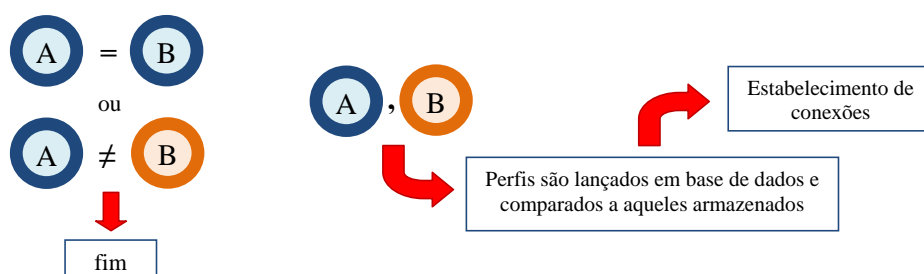 A = B
ou
A ≠ B
fim
A , B
Perfis são lançados em base de dados e
comparados a aqueles armazenados
Estabelecimento de
conexões